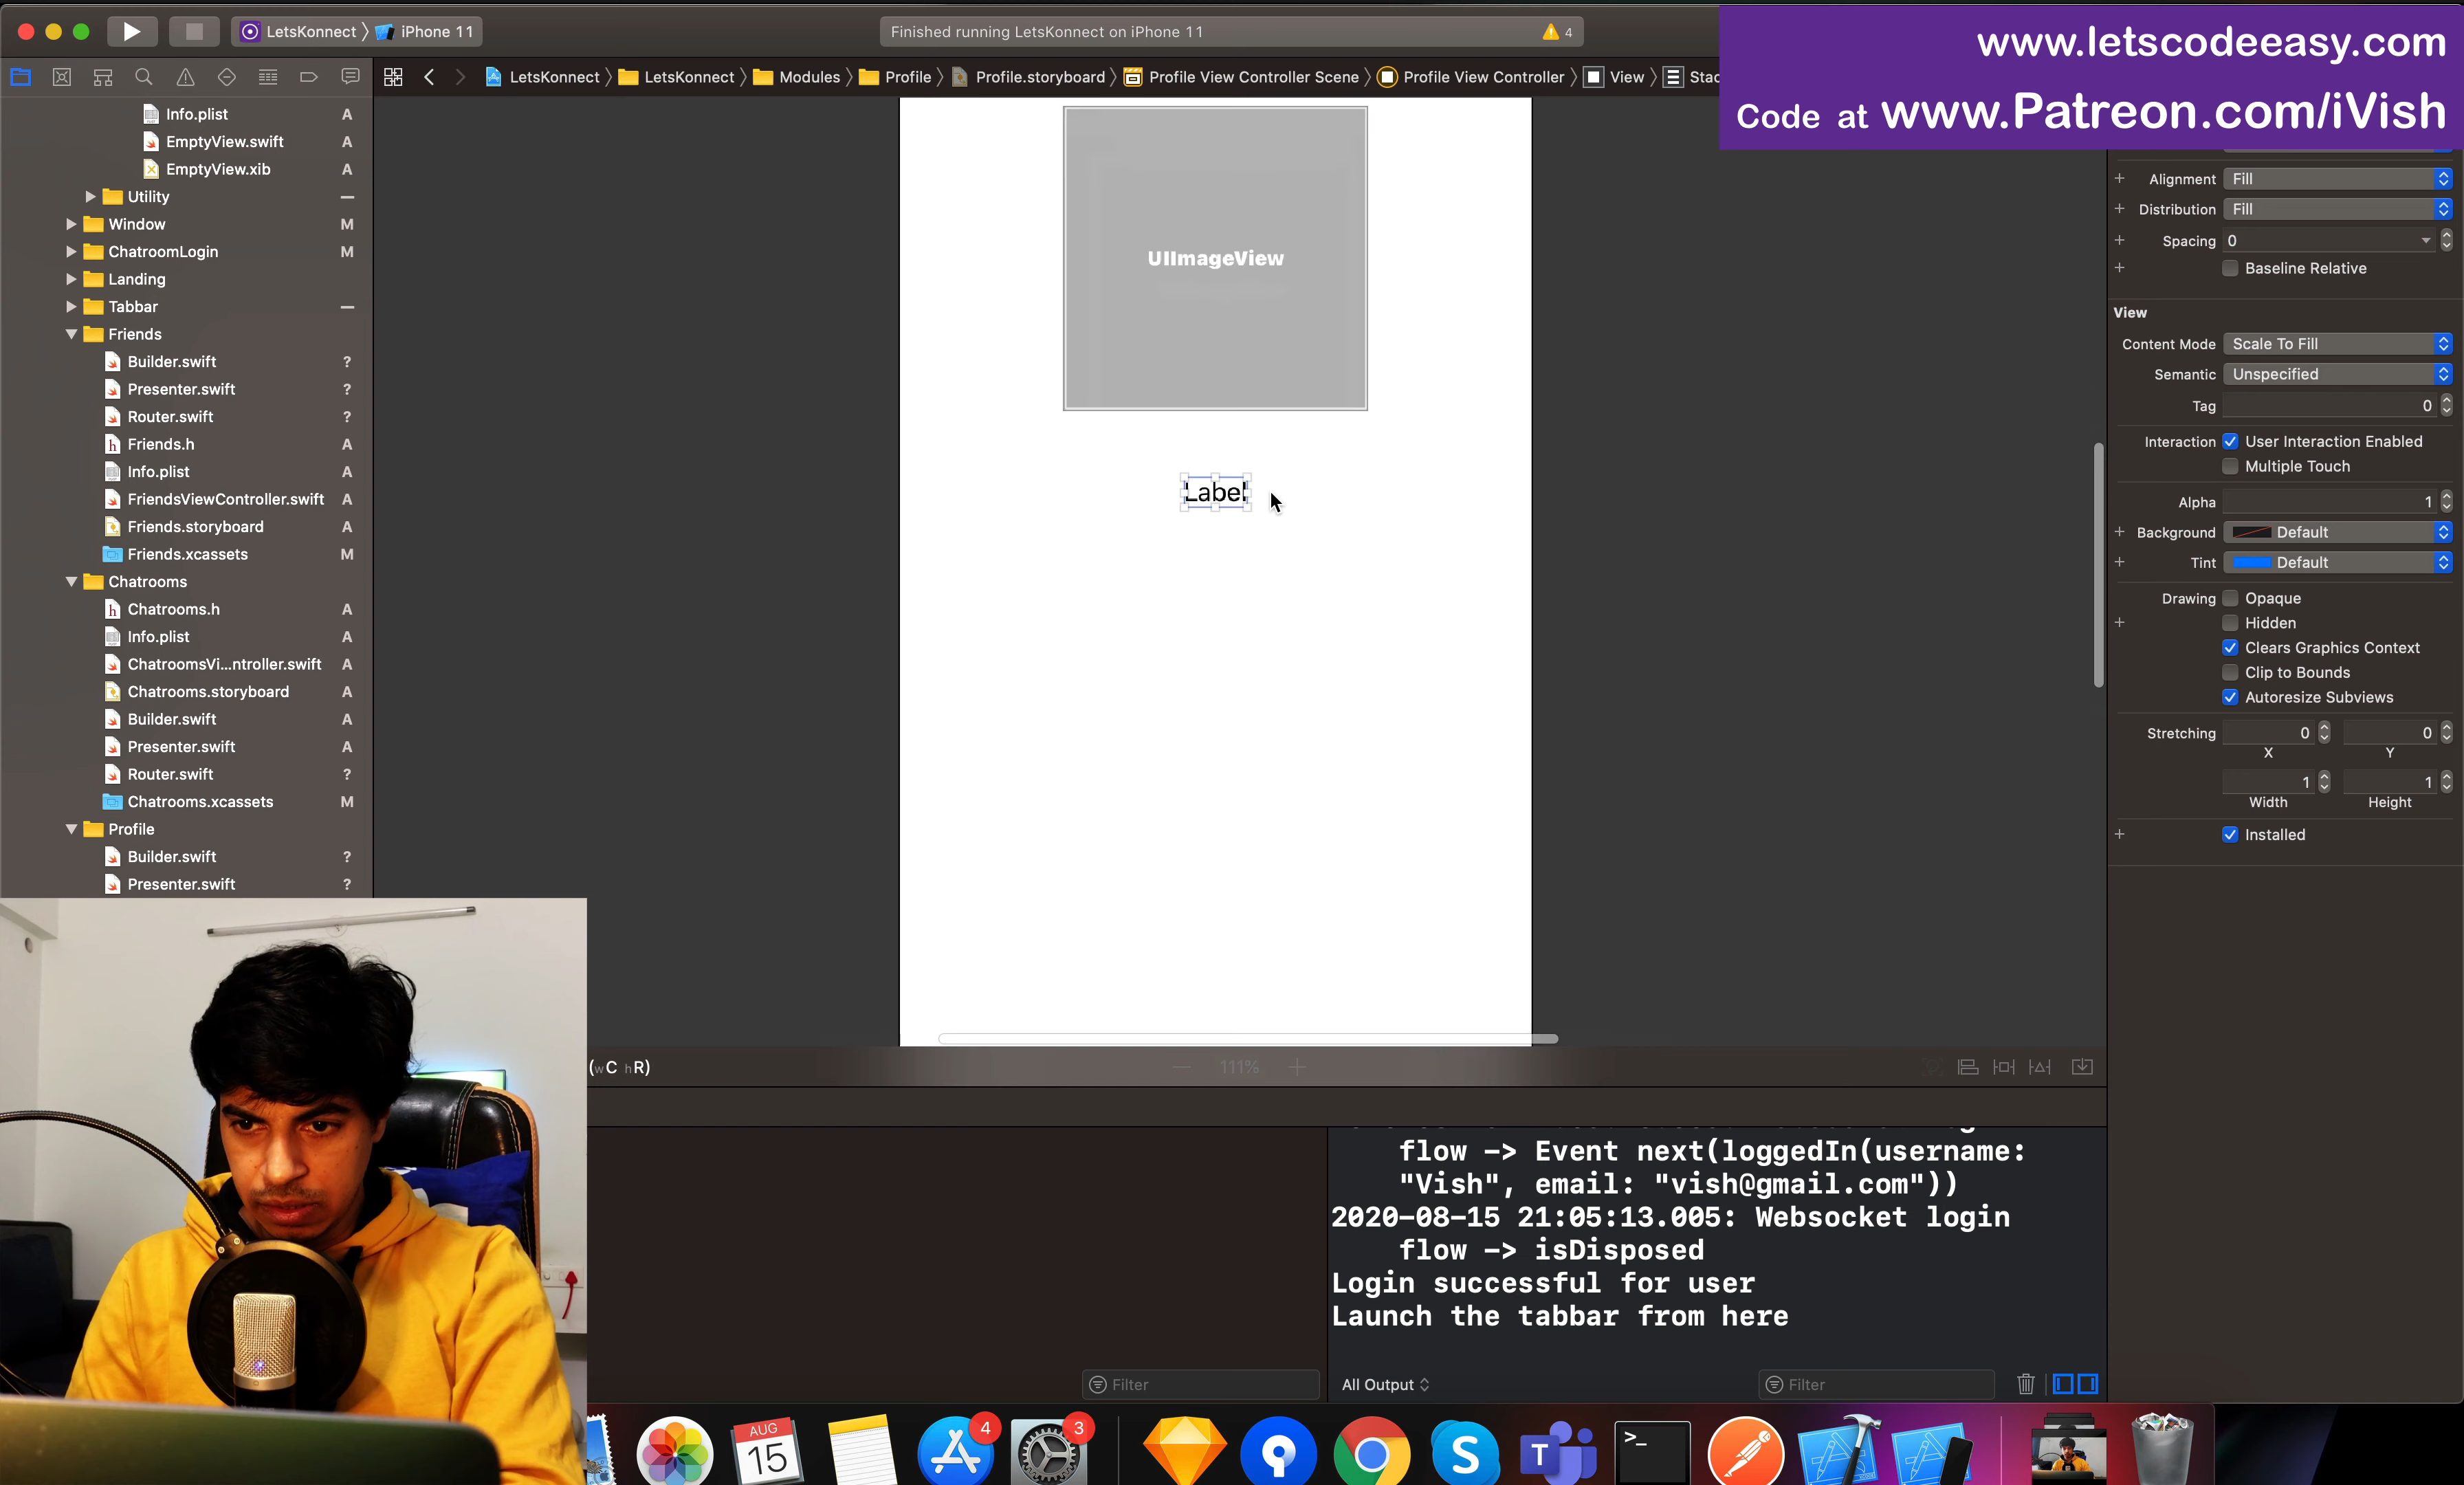 LetsKonnect 〉 iPhone 11
Finished running LetsKonnect on iPhone 11
4
www.letscodeeasy.com
Code at www.Patreon.com/iVish
LetsKonnect 〉 LetsKonnect 〉 Modules 〉 Profile 〉 Profile.storyboard 〉 Profile View Controller Scene 〉 Profile View Controller 〉 View 〉 Stac
Info.plist A
EmptyView.swift A
EmptyView.xib A
Utility
Window M
ChatroomLogin M
Landing
Tabbar
Friends
Builder.swift ?
Presenter.swift ?
Router.swift ?
Friends.h A
Info.plist A
FriendsViewController.swift A
Friends.storyboard A
Friends.xcassets M
Chatrooms
Chatrooms.h A
Info.plist A
ChatroomsVi...ntroller.swift A
Chatrooms.storyboard A
Builder.swift A
Presenter.swift A
Router.swift ?
Chatrooms.xcassets M
Profile
Builder.swift ?
Presenter.swift ?
UIImageView
Label
Alignment Fill
Distribution Fill
Spacing 0
Baseline Relative
View
Content Mode Scale To Fill
Semantic Unspecified
Tag 0
Interaction User Interaction Enabled
Multiple Touch
Alpha 1
Background Default
Tint Default
Drawing Opaque
Hidden
Clears Graphics Context
Clip to Bounds
Autoresize Subviews
Stretching 0 0
X Y
1 1
Width Height
Installed
(wC hR)
111%
flow -> Event next(loggedIn(username:
"Vish", email: "vish@gmail.com"))
2020-08-15 21:05:13.005: Websocket login
flow -> isDisposed
Login successful for user
Launch the tabbar from here
Filter
All Output
Filter
AUG
15
4
3
S
T
>_